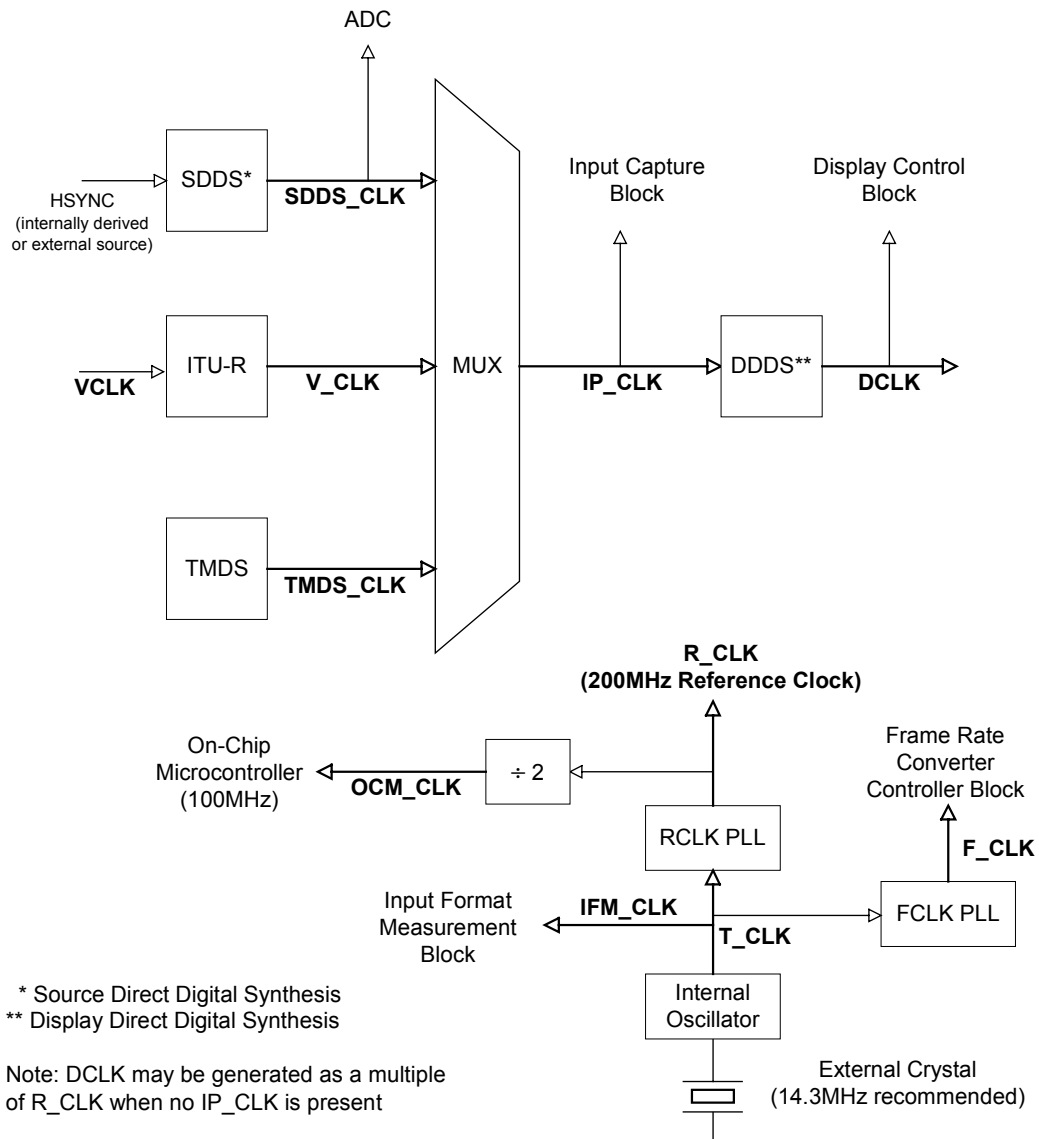 ADC
SDDS*
SDDS_CLK
HSYNC
(internally derived
or external source)
Input Capture
Block
Display Control
Block
ITU-R
VCLK
V_CLK
MUX
IP_CLK
DDDS**
DCLK
TMDS
TMDS_CLK
R_CLK
(200MHz Reference Clock)
On-Chip
Microcontroller
(100MHz)
OCM_CLK
÷ 2
Frame Rate
Converter
Controller Block
RCLK PLL
F_CLK
Input Format
Measurement
Block
IFM_CLK
T_CLK
FCLK PLL
Internal
Oscillator
* Source Direct Digital Synthesis
** Display Direct Digital Synthesis
External Crystal
(14.3MHz recommended)
Note: DCLK may be generated as a multiple
of R_CLK when no IP_CLK is present